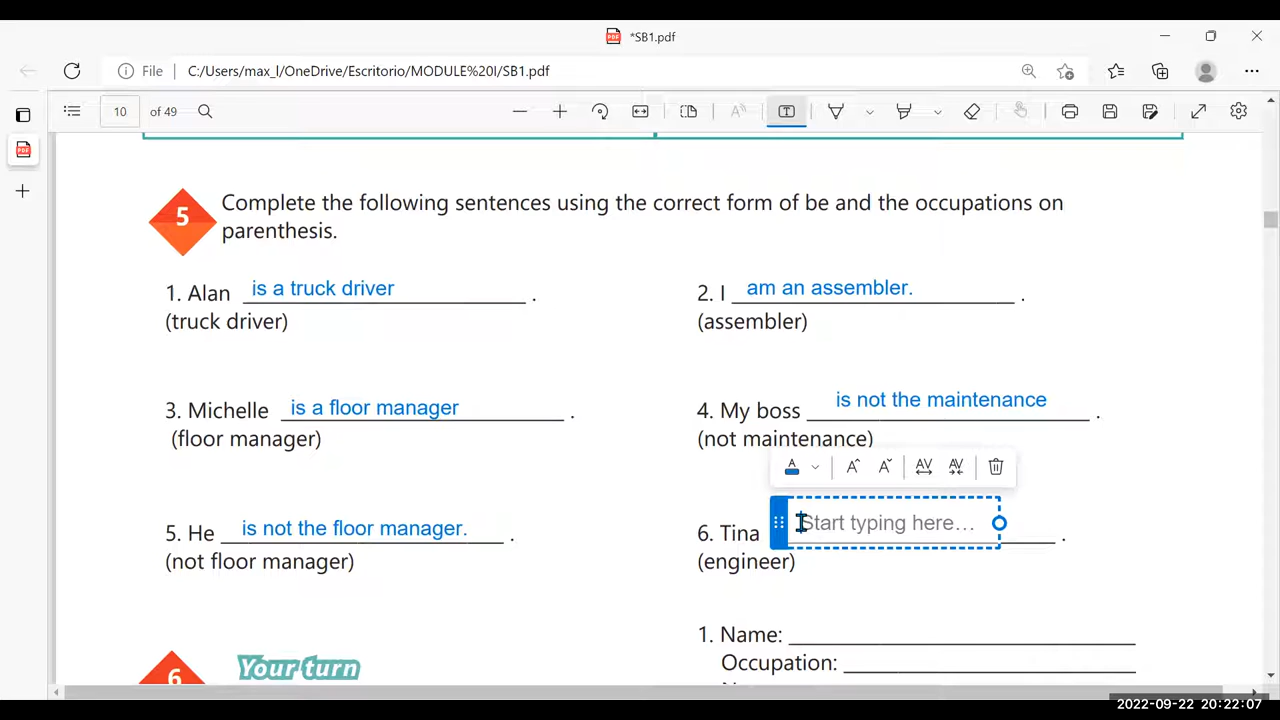 *SB1.pdf
File
C:/Users/max_l/OneDrive/Escritorio/MODULE%20I/SB1.pdf
10 of 49
5
Complete the following sentences using the correct form of be and the occupations on
parenthesis.
1. Alan is a truck driver .
(truck driver)
2. I am an assembler. .
(assembler)
3. Michelle is a floor manager .
(floor manager)
4. My boss is not the maintenance .
(not maintenance)
5. He is not the floor manager. .
(not floor manager)
6. Tina Start typing here… .
(engineer)
6
Your turn
1. Name:
Occupation:
2022-09-22 20:22:07